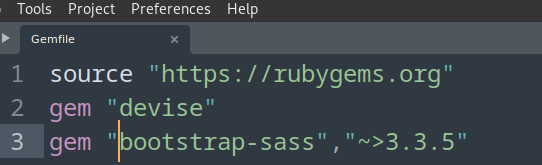 Tools Project Preferences Help
Gemfile ×
1 source "https://rubygems.org"
2 gem "devise"
3 gem "bootstrap-sass","~>3.3.5"